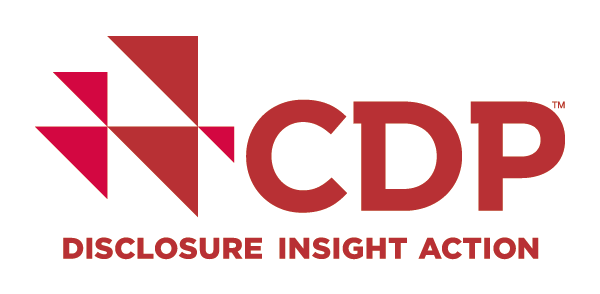 CDP™
DISCLOSURE INSIGHT ACTION